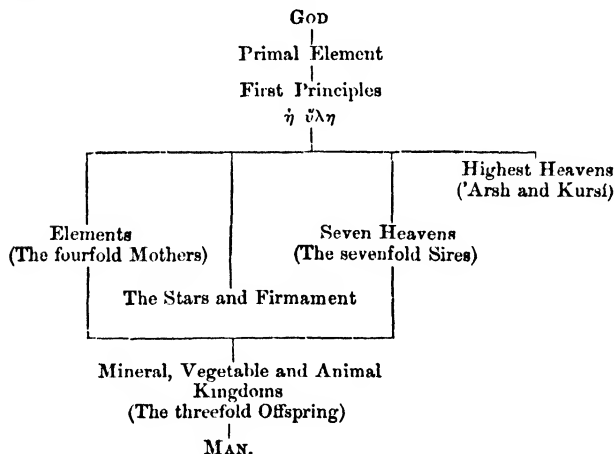 GOD
Primal Element
First Principles
ἡ ὕλη
Highest Heavens
('Arsh and Kursí)
Elements
(The fourfold Mothers)
Seven Heavens
(The sevenfold Sires)
The Stars and Firmament
Mineral, Vegetable and Animal
Kingdoms
(The threefold Offspring)
MAN.